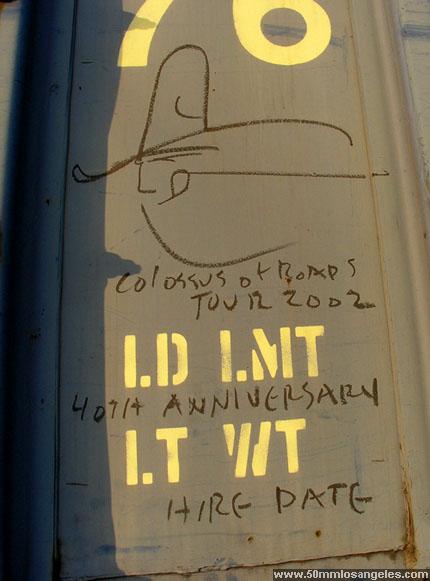 76
COLOSSUS OF ROADS
TOUR 2002
LD LMT
40TH ANNIVERSARY
LT WT
HIRE DATE
www.50mmlosangeles.com